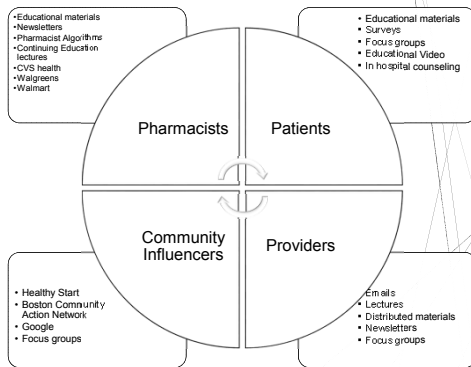 •Educational materials
•Newsletters
•Pharmacist Algorithms
•Continuing Education
lectures
•CVS health
•Walgreens
•Walmart
• Educational materials
• Surveys
• Focus groups
• Educational Video
• In hospital counseling
Pharmacists
Patients
Community
Influencers
Providers
• Healthy Start
• Boston Community
Action Network
• Google
• Focus groups
Emails
• Lectures
• Distributed materials
• Newsletters
• Focus groups